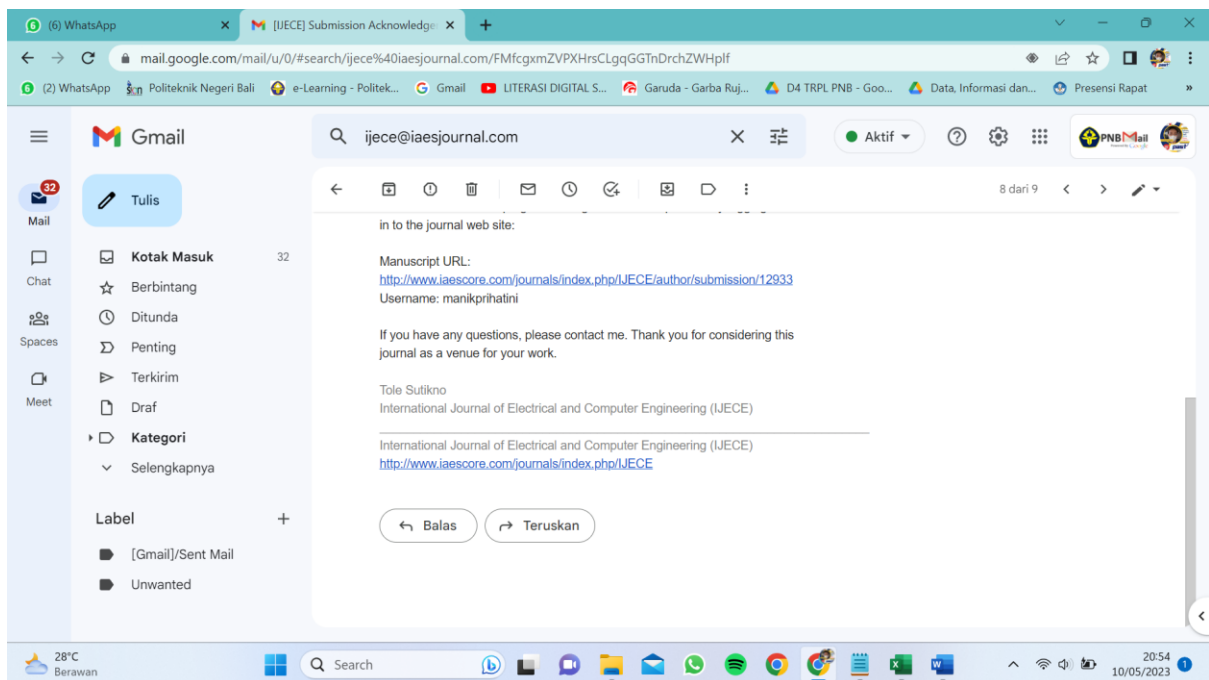 (6) WhatsApp
[IJECE] Submission Acknowledge
mail.google.com/mail/u/0/#search/ijece%40iaesjournal.com/FMfcgxmZVPXHrsCLgqGGTnDrchZWHplf
(2) WhatsApp
Politeknik Negeri Bali
e-Learning - Politek...
Gmail
LITERASI DIGITAL S...
Garuda - Garba Ruj...
D4 TRPL PNB - Goo...
Data, Informasi dan...
Presensi Rapat
»
Gmail
ijece@iaesjournal.com
Aktif
PNBMail
32
Mail
Chat
Spaces
Meet
Tulis
Kotak Masuk 32
Berbintang
Ditunda
Penting
Terkirim
Draf
Kategori
Selengkapnya
Label
[Gmail]/Sent Mail
Unwanted
8 dari 9
in to the journal web site:
Manuscript URL:
http://www.iaescore.com/journals/index.php/IJECE/author/submission/12933
Username: manikprihatini
If you have any questions, please contact me. Thank you for considering this
journal as a venue for your work.
Tole Sutikno
International Journal of Electrical and Computer Engineering (IJECE)
International Journal of Electrical and Computer Engineering (IJECE)
http://www.iaescore.com/journals/index.php/IJECE
Balas
Teruskan
28°C
Berawan
Search
20:54
10/05/2023
1